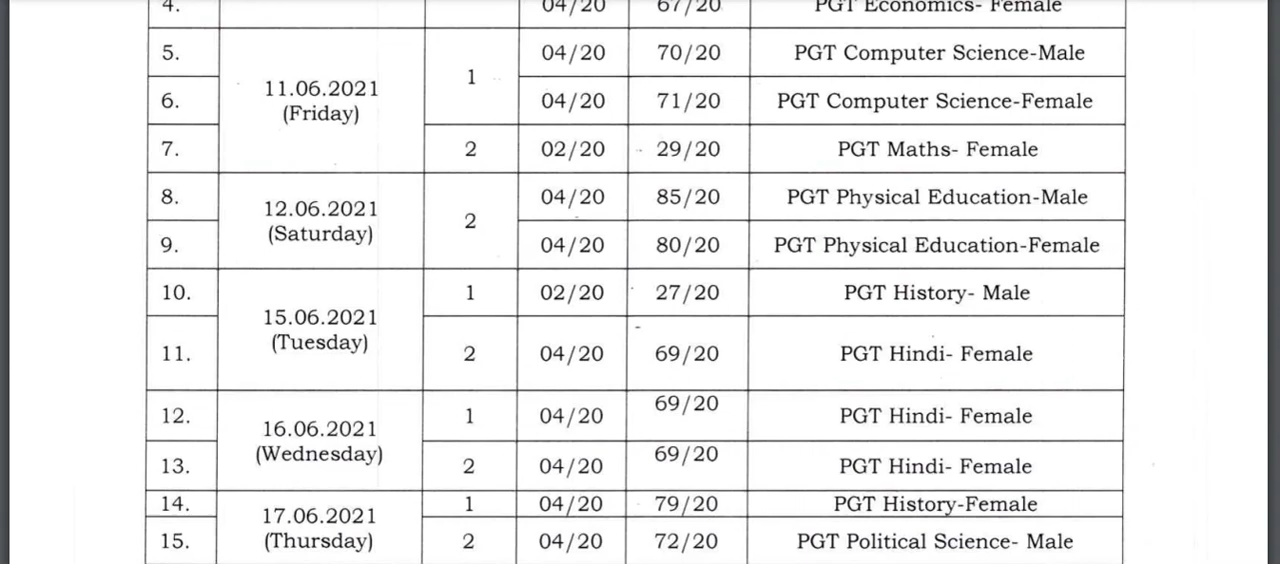 4. 04/20 67/20 PGT Economics- Female
5. 04/20 70/20 PGT Computer Science-Male
11.06.2021
(Friday)
1
6. 04/20 71/20 PGT Computer Science-Female
7. 2 02/20 29/20 PGT Maths- Female
8. 04/20 85/20 PGT Physical Education-Male
12.06.2021
(Saturday)
2
9. 04/20 80/20 PGT Physical Education-Female
10. 1 02/20 27/20 PGT History- Male
15.06.2021
(Tuesday)
11. 2 04/20 69/20 PGT Hindi- Female
12. 1 04/20 69/20 PGT Hindi- Female
16.06.2021
(Wednesday)
13. 2 04/20 69/20 PGT Hindi- Female
14. 1 04/20 79/20 PGT History-Female
17.06.2021
(Thursday)
15. 2 04/20 72/20 PGT Political Science- Male